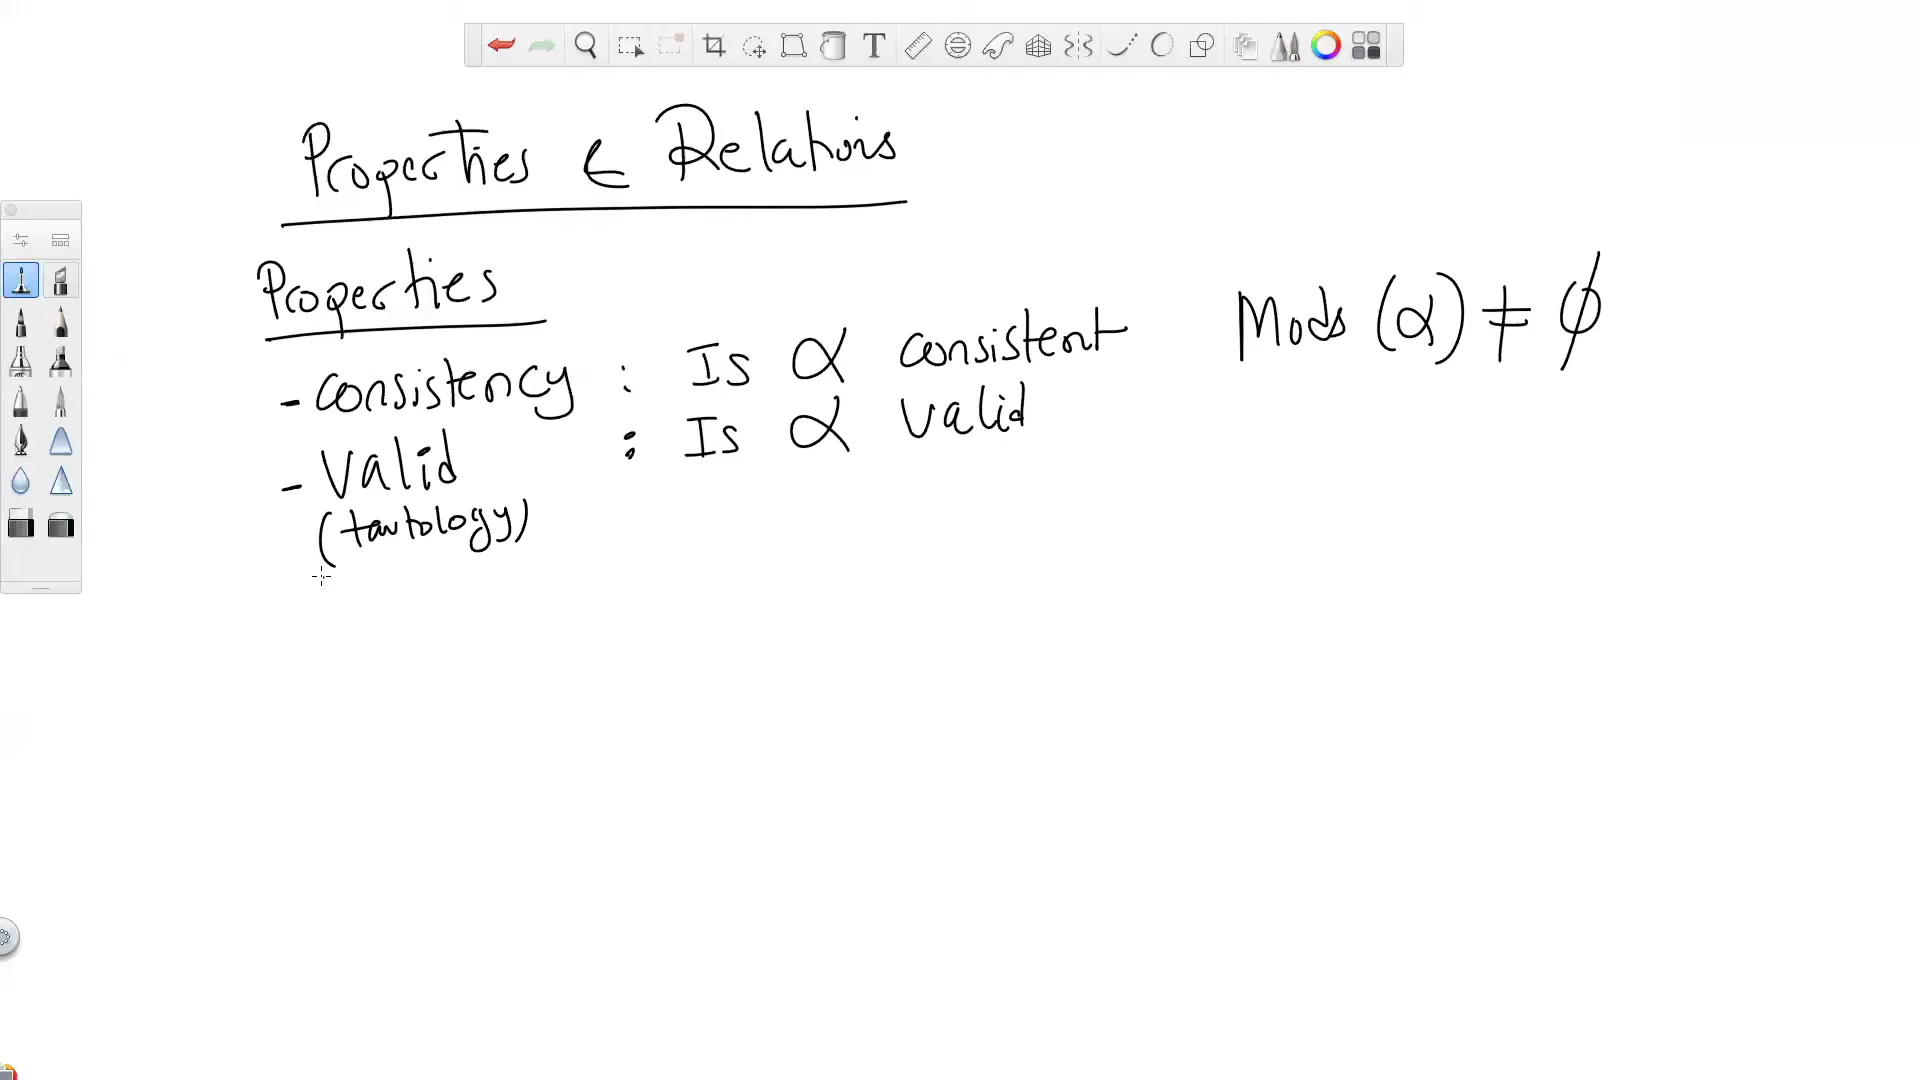 Properties & Relations
Properties
- consistency : Is α consistent Mods (α) ≠ ∅
- Valid : Is α valid
(tautology)